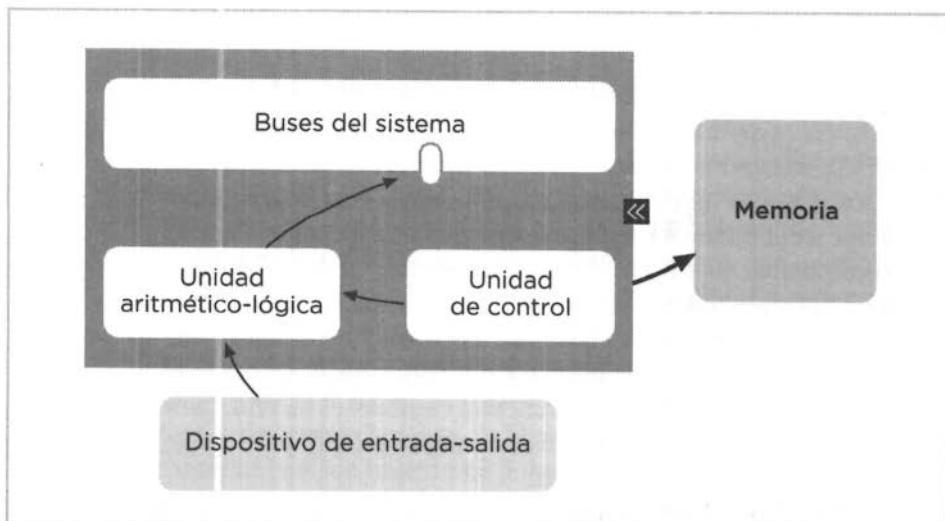 Buses del sistema
Memoria
Unidad
aritmético-lógica
Unidad
de control
Dispositivo de entrada-salida